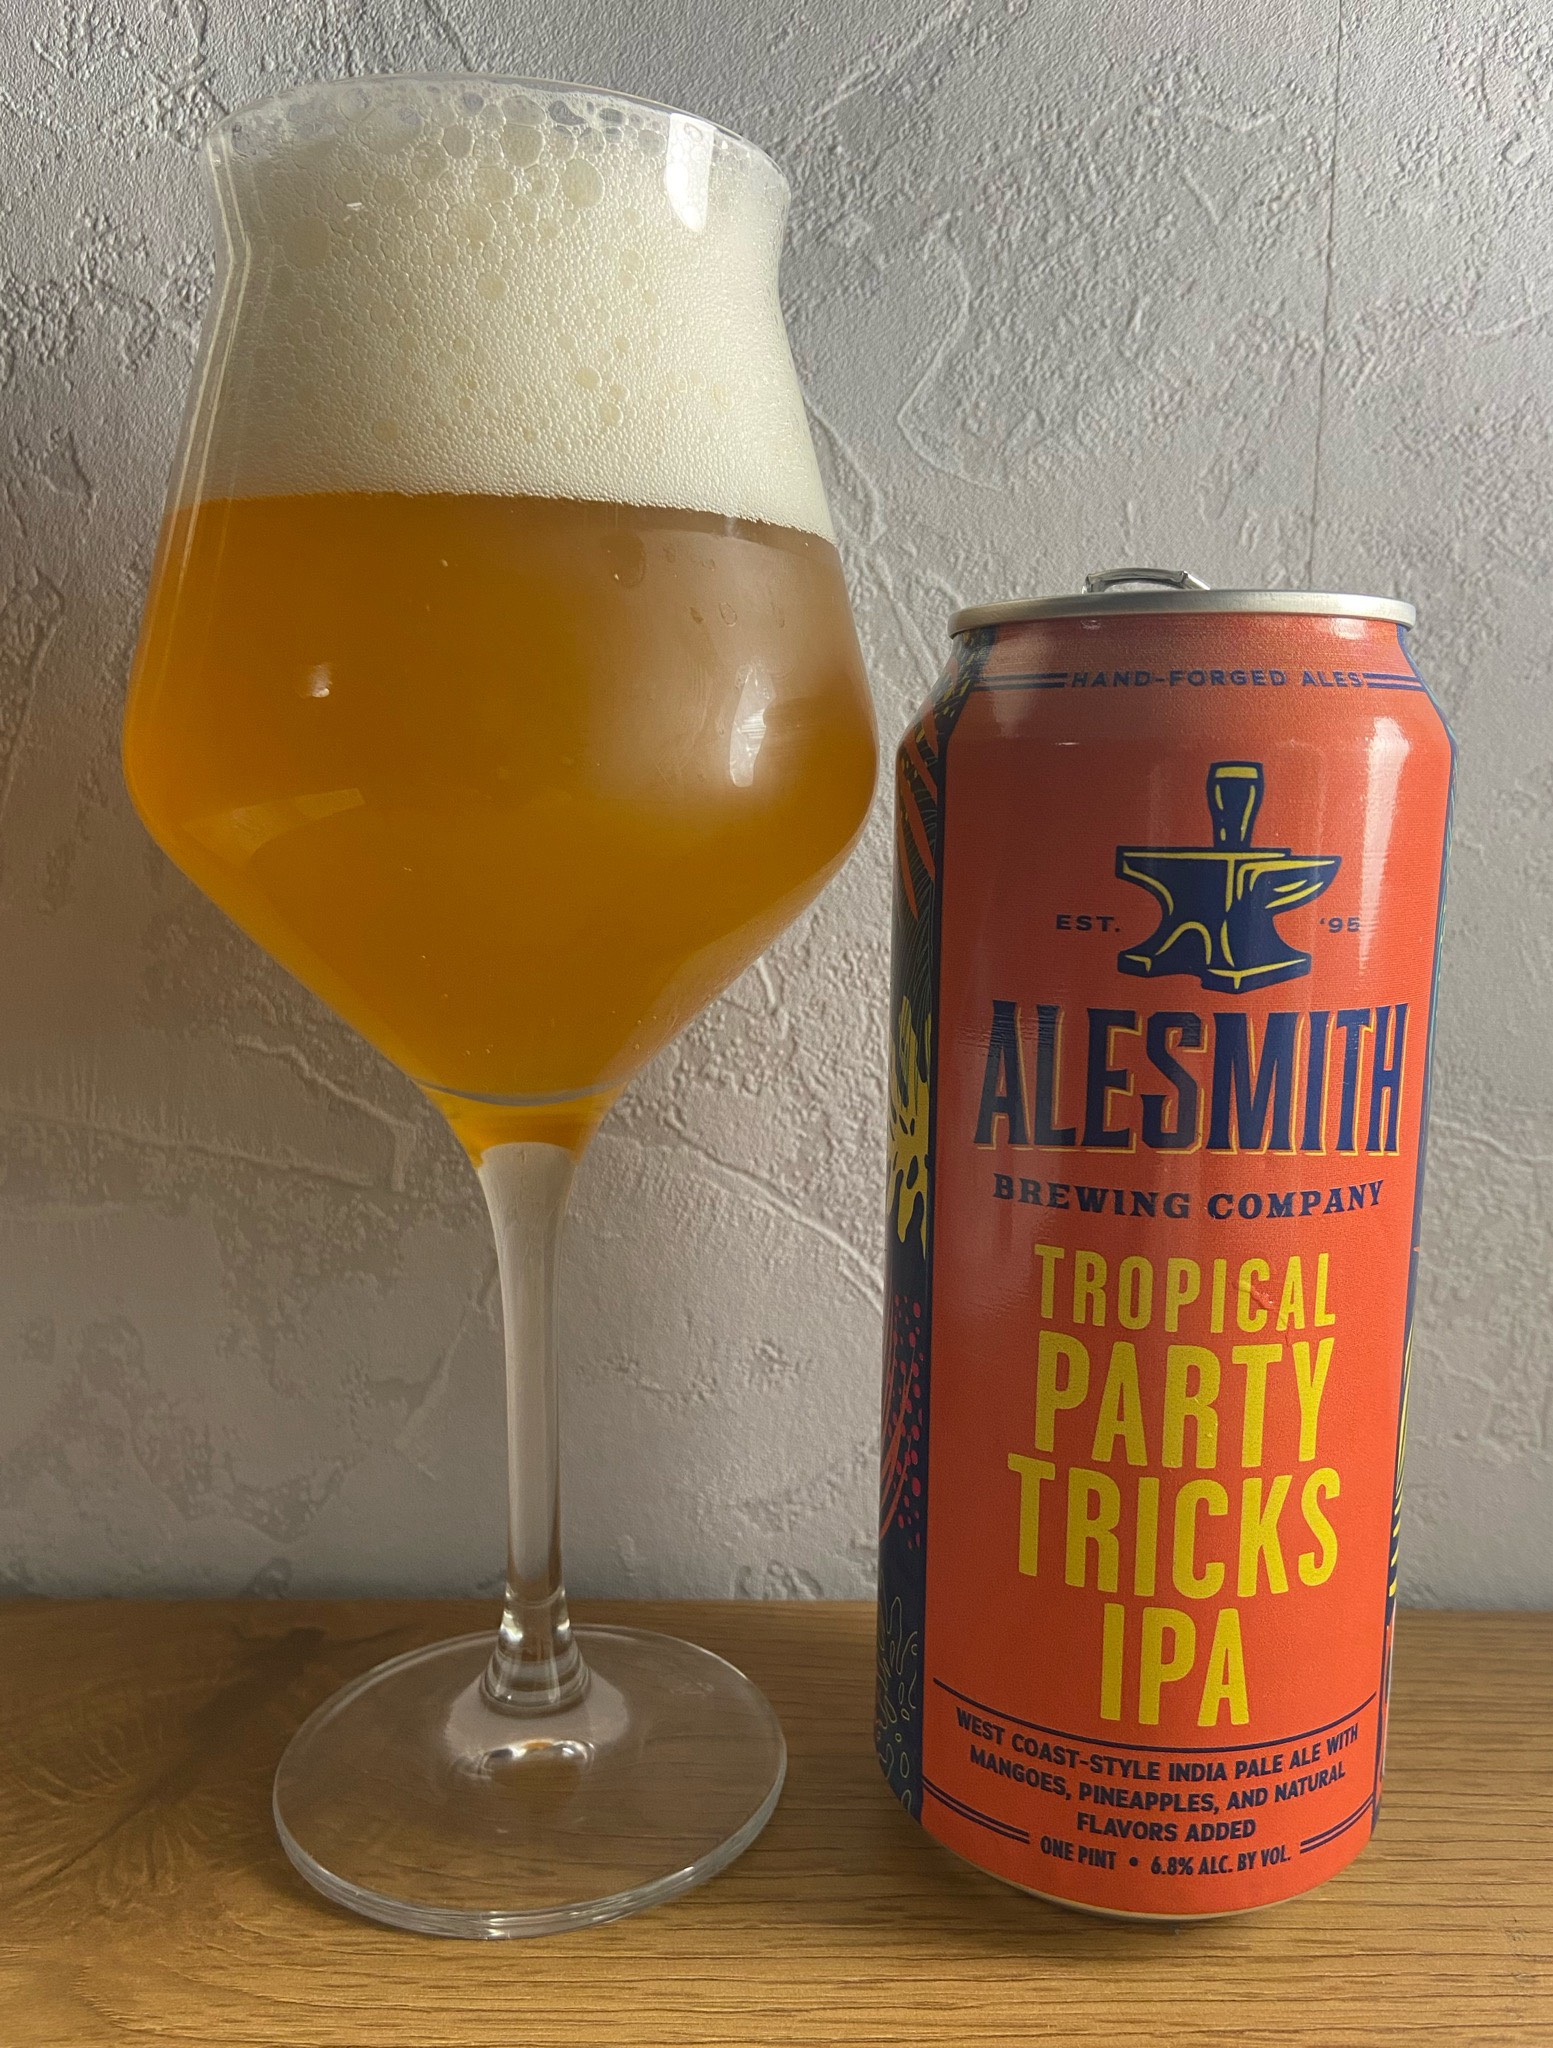 HAND-FORGED ALES
EST. '95
ALESMITH
BREWING COMPANY
TROPICAL
PARTY
TRICKS
IPA
WEST COAST-STYLE INDIA PALE ALE WITH
MANGOES, PINEAPPLES, AND NATURAL
FLAVORS ADDED
ONE PINT • 6.8% ALC. BY VOL.